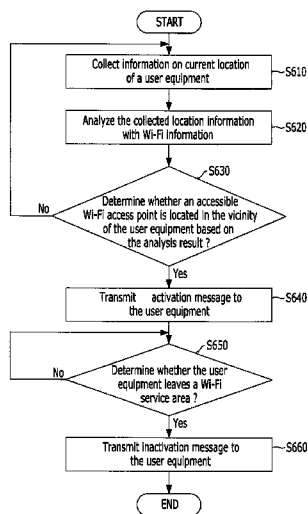 START
Collect information on current location
of a user equipment
S610
Analyze the collected location information
with Wi-Fi information
S620
S630
Determine whether an accessible
Wi-Fi access point is located in the vicinity
of the user equipment based on
the analysis result ?
No
Yes
Transmit activation message to
the user equipment
S640
S650
Determine whether the user
equipment leaves a Wi-Fi
service area ?
No
Yes
Transmit inactivation message to
the user equipment
S660
END